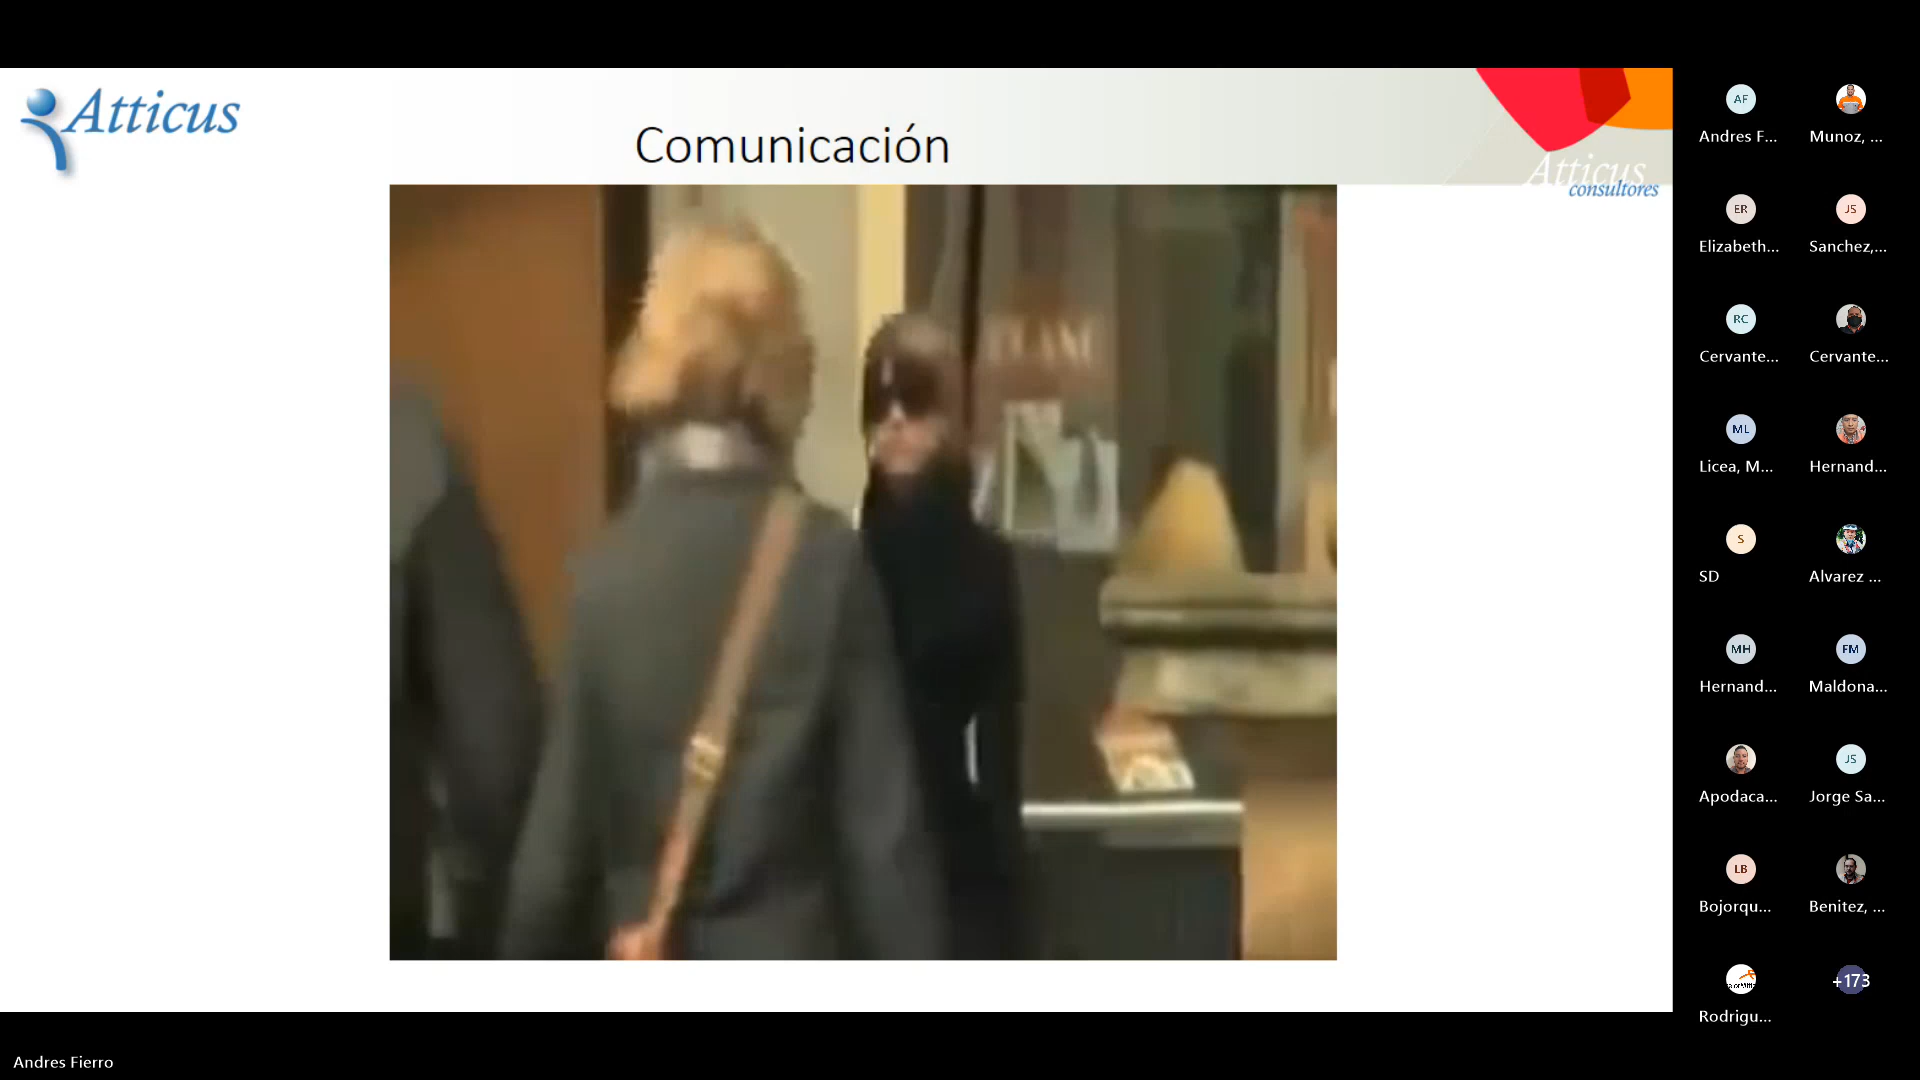 Atticus
Comunicación
Atticus
consultores
AF
Andres F...
Munoz, ...
ER
Elizabeth...
JS
Sanchez,...
RC
Cervante...
Cervante...
ML
Licea, M...
Hernand...
S
SD
Alvarez ...
MH
Hernand...
FM
Maldona...
Apodaca...
JS
Jorge Sa...
LB
Bojorqu...
Benitez, ...
Rodrigu...
+173
Andres Fierro